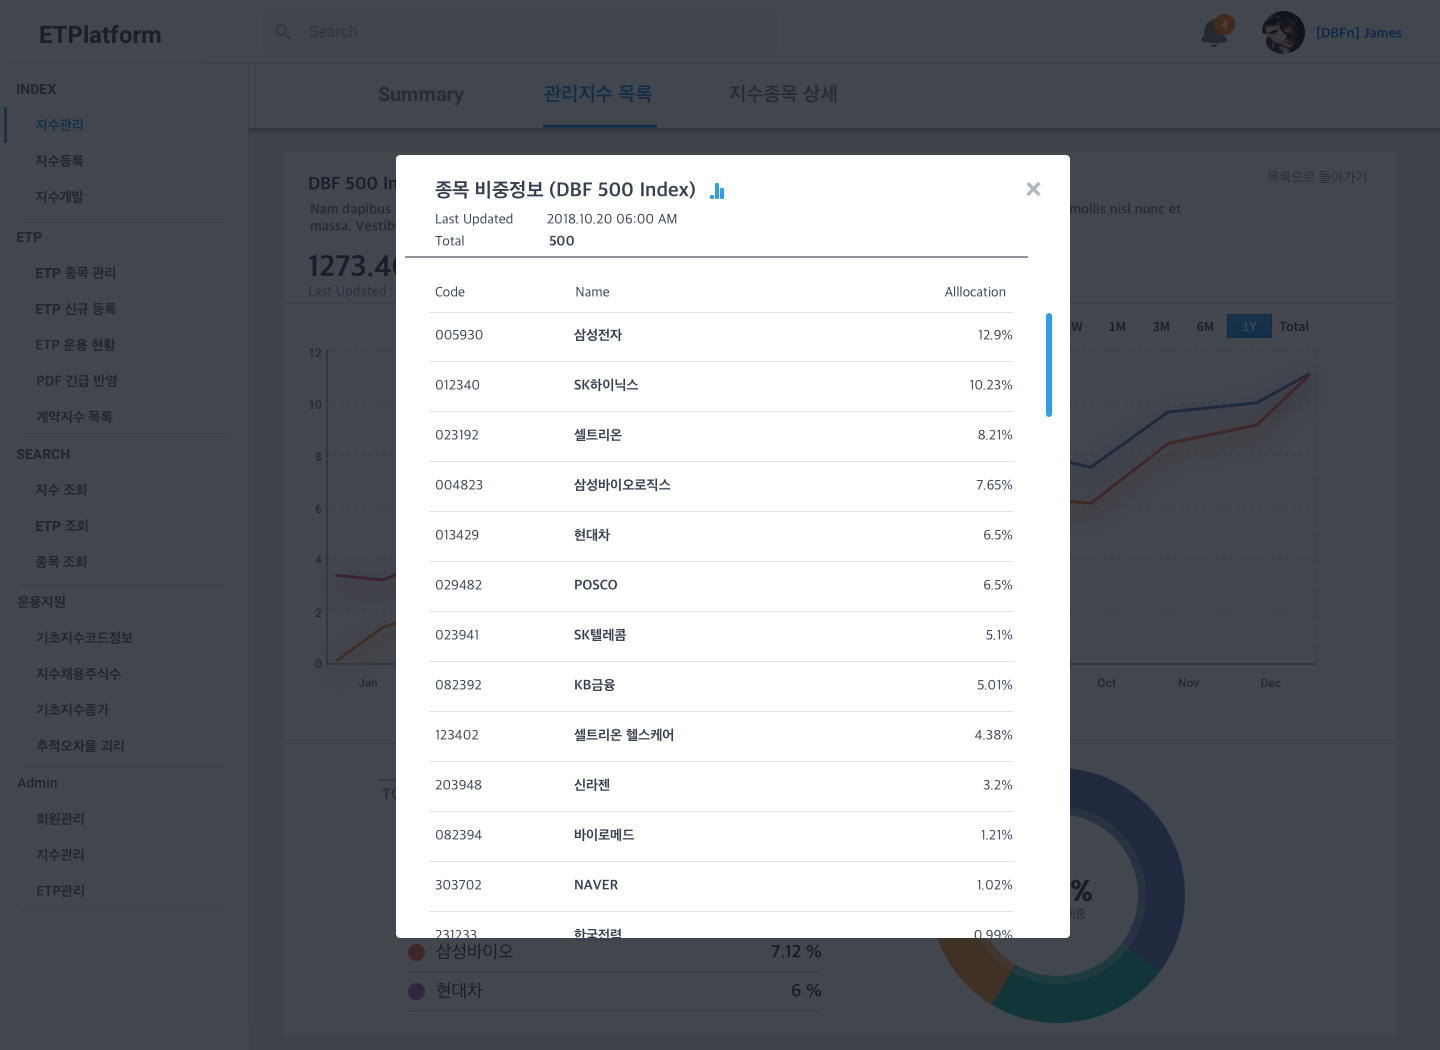 ETPlatform
Search
4
[DBFn] James
INDEX
지수관리
지수등록
지수개발
ETP
ETP 종목 관리
ETP 신규 등록
ETP 운용 현황
PDF 긴급 반영
계약지수 목록
SEARCH
지수 조회
ETP 조회
종목 조회
운용지원
기초지수코드정보
지수채용주식수
기초지수종가
추적오차율 괴리
Admin
회원관리
지수관리
ETP관리
Summary
관리지수 목록
지수종목 상세
DBF 500 In
목록으로 돌아가기
Nam dapibus
mollis nisl nunc et
massa. Vestib
1273.4
Last Updated :
W 1M 3M 6M 1Y Total
12
10
8
6
4
2
0
Jan
Oct Nov Dec
종목 비중정보 (DBF 500 Index)
Last Updated 2018.10.20 06:00 AM
Total 500
Code Name Alllocation
005930 삼성전자 12.9%
012340 SK하이닉스 10.23%
023192 셀트리온 8.21%
004823 삼성바이오로직스 7.65%
013429 현대차 6.5%
029482 POSCO 6.5%
023941 SK텔레콤 5.1%
082392 KB금융 5.01%
123402 셀트리온 헬스케어 4.38%
203948 신라젠 3.2%
082394 바이로메드 1.21%
303702 NAVER 1.02%
231233 한국전력 0.99%
TO
%
비중
삼성바이오 7.12 %
현대차 6 %